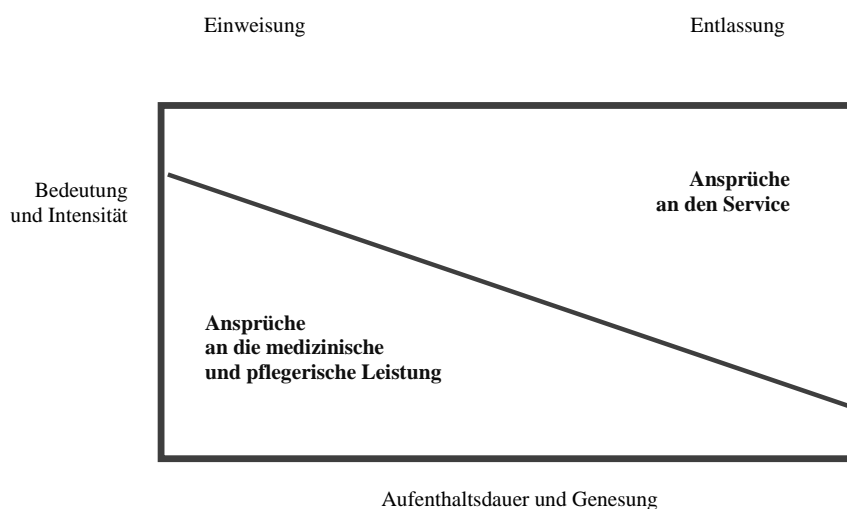 Einweisung
Entlassung
Bedeutung
und Intensität
Ansprüche
an den Service
Ansprüche
an die medizinische
und pflegerische Leistung
Aufenthaltsdauer und Genesung